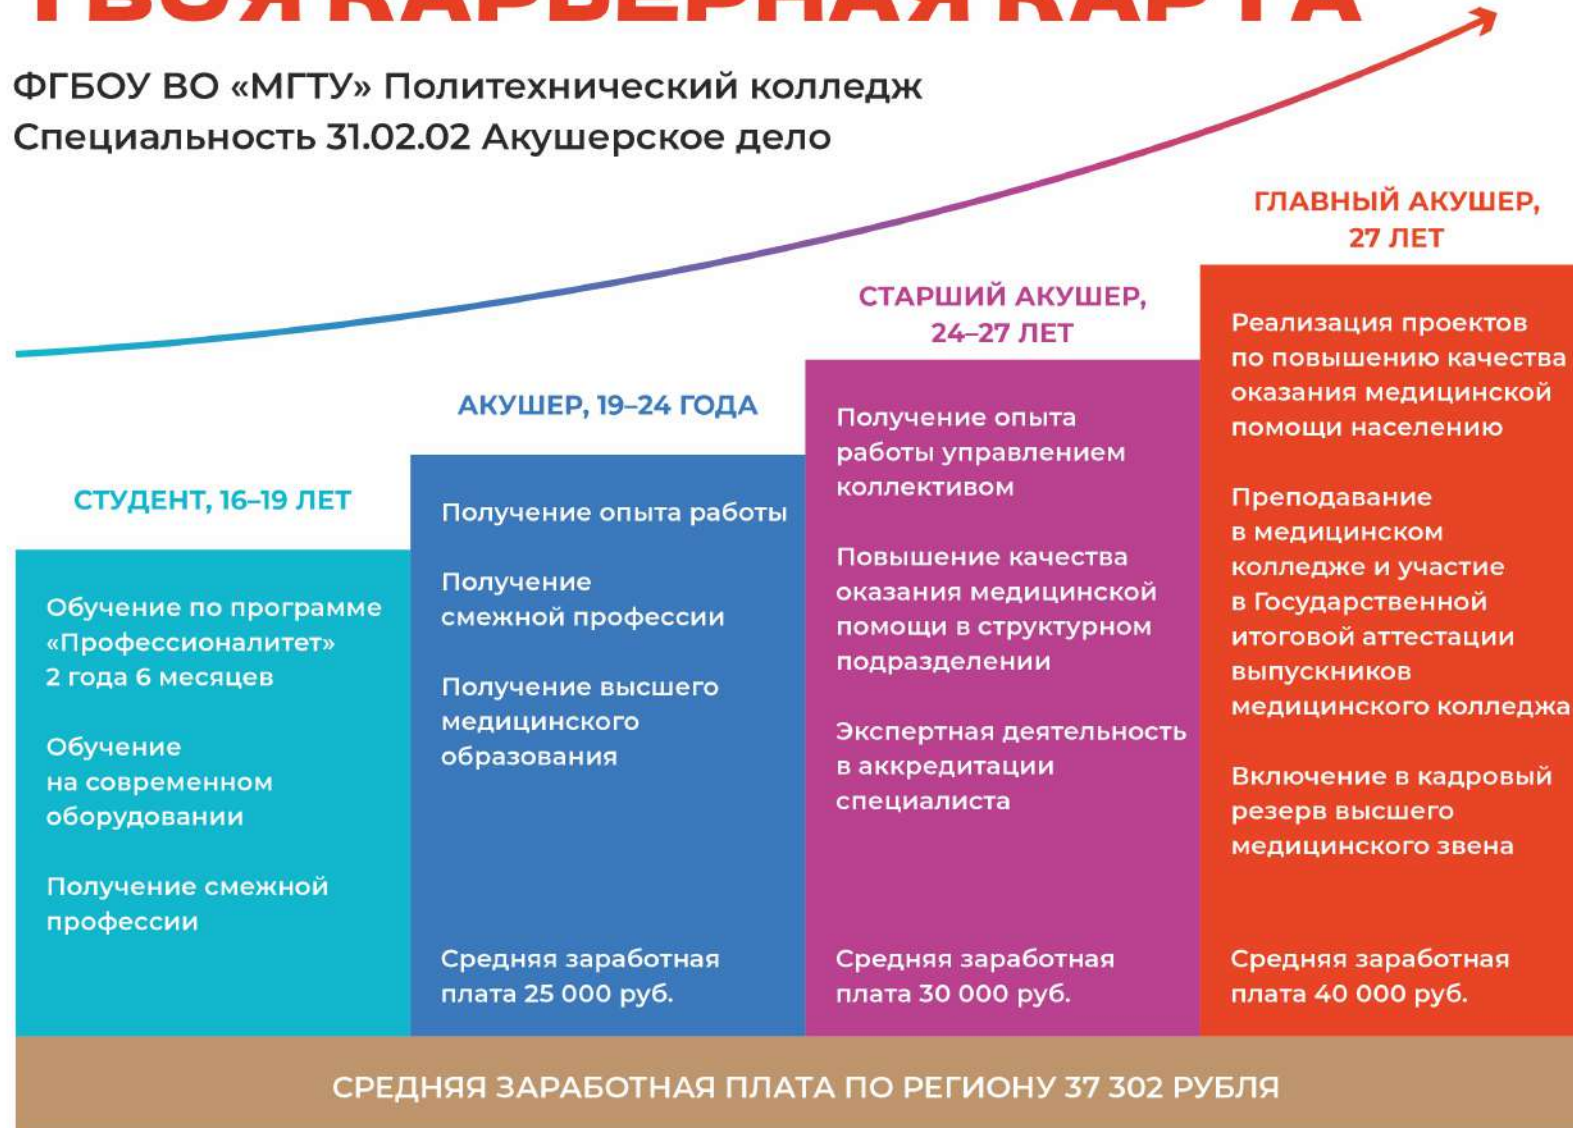 ТВОЯ КАРЬЕРНАЯ КАРТА
ФГБОУ ВО «МГТУ» Политехнический колледж
Специальность 31.02.02 Акушерское дело
СТУДЕНТ, 16–19 ЛЕТ
Обучение по программе
«Профессионалитет»
2 года 6 месяцев
Обучение
на современном
оборудовании
Получение смежной
профессии
АКУШЕР, 19–24 ГОДА
Получение опыта работы
Получение
смежной профессии
Получение высшего
медицинского
образования
Средняя заработная
плата 25 000 руб.
СТАРШИЙ АКУШЕР,
24–27 ЛЕТ
Получение опыта
работы управлением
коллективом
Повышение качества
оказания медицинской
помощи в структурном
подразделении
Экспертная деятельность
в аккредитации
специалиста
Средняя заработная
плата 30 000 руб.
ГЛАВНЫЙ АКУШЕР,
27 ЛЕТ
Реализация проектов
по повышению качества
оказания медицинской
помощи населению
Преподавание
в медицинском
колледже и участие
в Государственной
итоговой аттестации
выпускников
медицинского колледжа
Включение в кадровый
резерв высшего
медицинского звена
Средняя заработная
плата 40 000 руб.
СРЕДНЯЯ ЗАРАБОТНАЯ ПЛАТА ПО РЕГИОНУ 37 302 РУБЛЯ